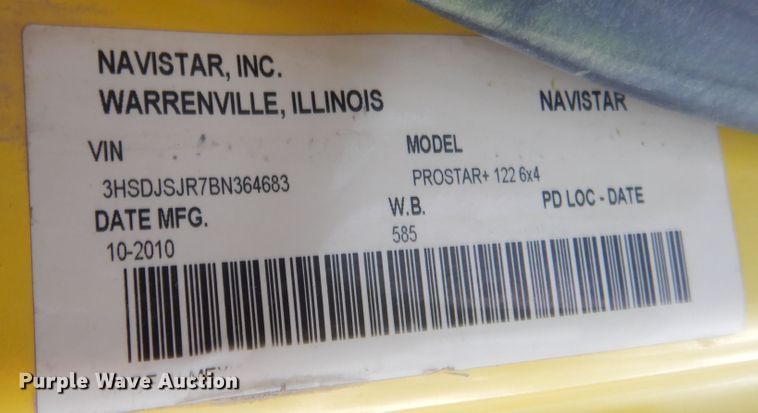 NAVISTAR, INC.
WARRENVILLE, ILLINOIS NAVISTAR
VIN MODEL
3HSDJSJR7BN364683 PROSTAR+ 122 6x4
DATE MFG. W.B. PD LOC - DATE
10-2010 585
Purple Wave Auction